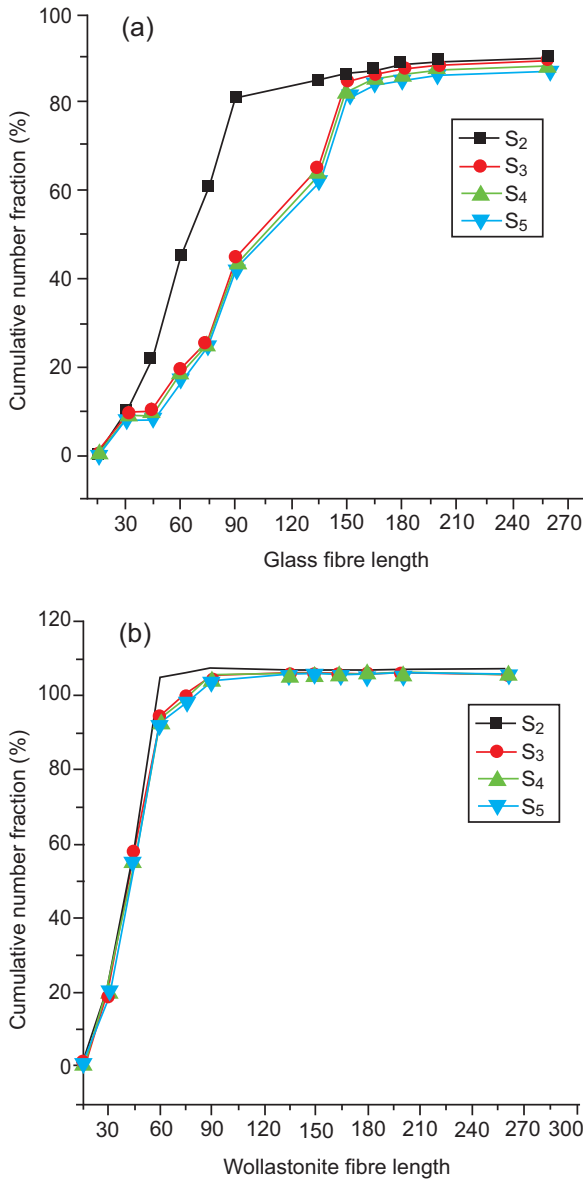 (a)
100
80
60
40
20
0
Cumulative number fraction (%)
S2
S3
S4
S5
30 60 90 120 150 180 210 240 270
Glass fibre length
(b)
120
100
80
60
40
20
0
Cumulative number fraction (%)
S2
S3
S4
S5
30 60 90 120 150 180 210 240 270 300
Wollastonite fibre length